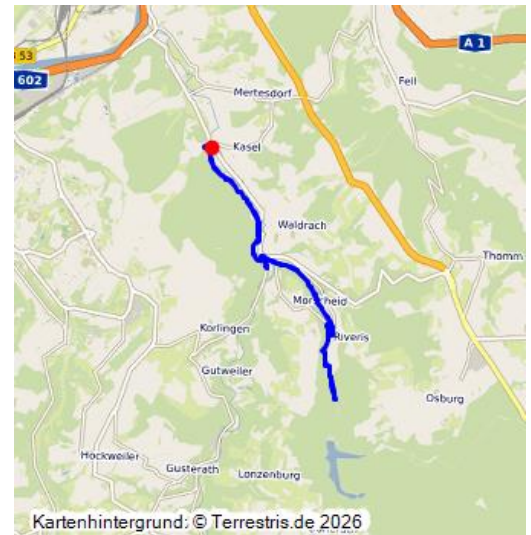 53
A 1
602
Fell
Mertesdorf
Kasel
Waldrach
Thomm
Morscheid
Korlingen
Riveris
Gutweiler
Osburg
Hockweiler
Gusterath
Lonzenburg
Kartenhintergrund: © Terrestris.de 2026